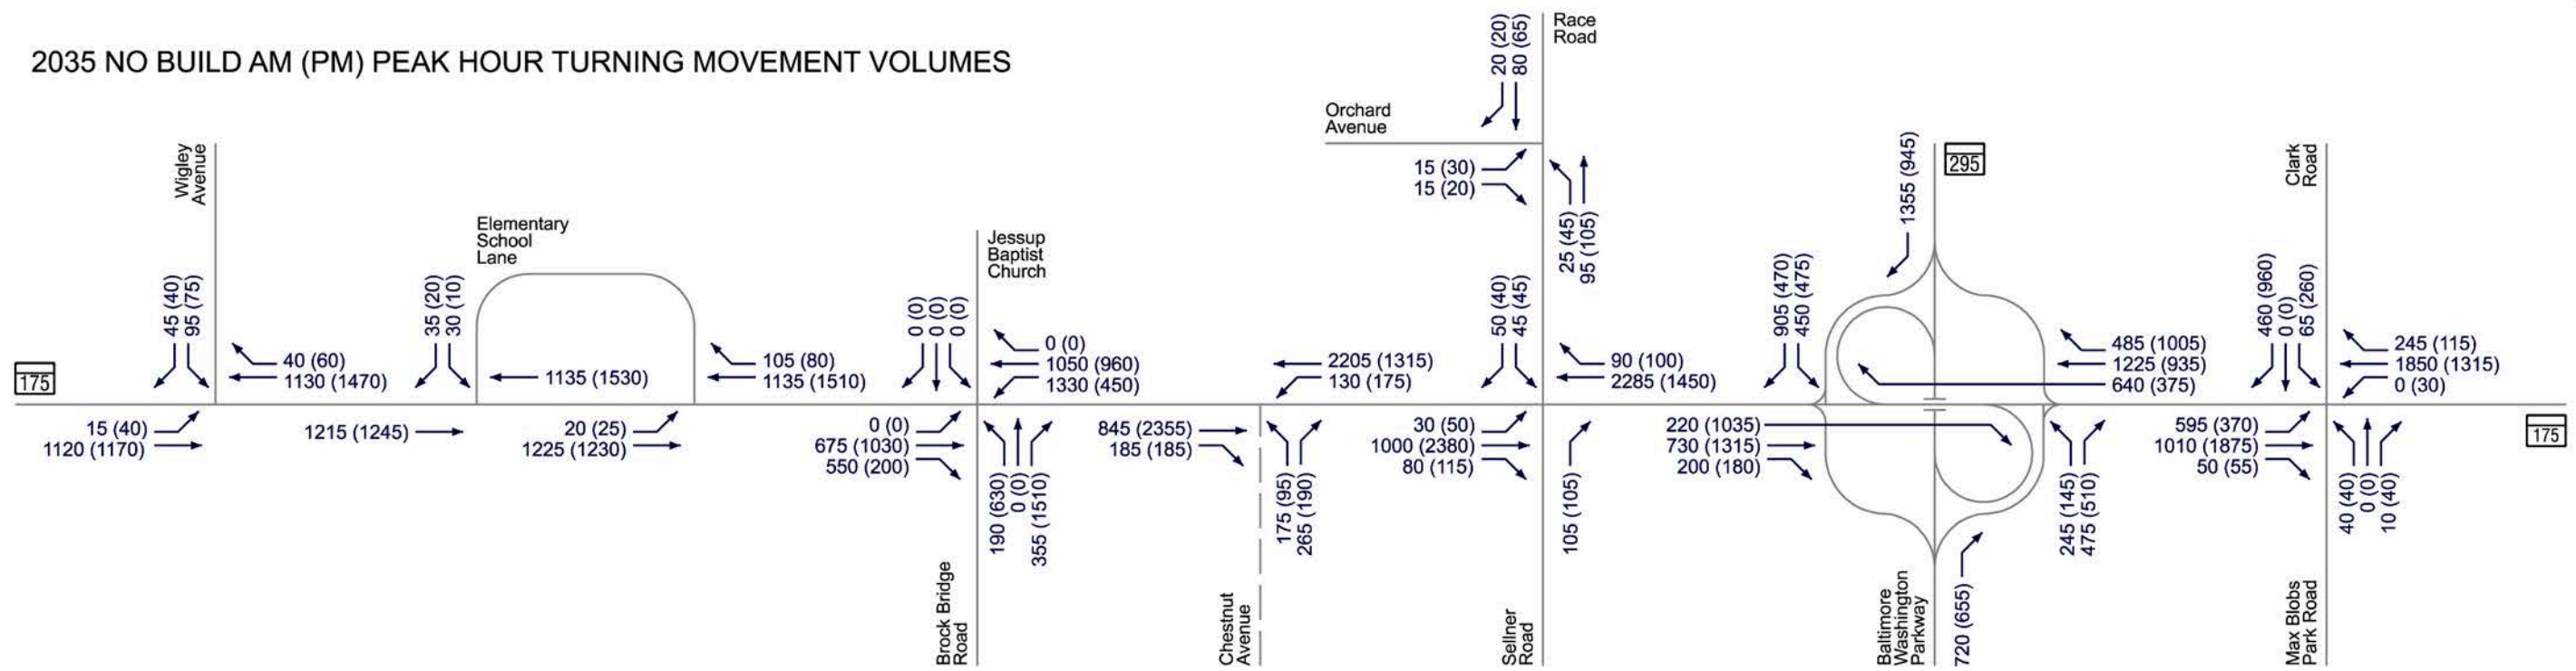 2035 NO BUILD AM (PM) PEAK HOUR TURNING MOVEMENT VOLUMES
175
Wigley
Avenue
45 (40)
95 (75)
40 (60)
1130 (1470)
15 (40)
1120 (1170)
Elementary
School
Lane
35 (20)
30 (10)
1135 (1530)
105 (80)
1135 (1510)
1215 (1245)
20 (25)
1225 (1230)
Jessup
Baptist
Church
0 (0)
0 (0)
0 (0)
0 (0)
1050 (960)
1330 (450)
0 (0)
675 (1030)
550 (200)
190 (630)
0 (0)
355 (1510)
Brock Bridge
Road
2205 (1315)
130 (175)
845 (2355)
185 (185)
175 (95)
265 (190)
Chestnut
Avenue
Race
Road
20 (20)
80 (65)
Orchard
Avenue
15 (30)
15 (20)
25 (45)
95 (105)
50 (40)
45 (45)
90 (100)
2285 (1450)
30 (50)
1000 (2380)
80 (115)
105 (105)
Sellner
Road
295
1355 (945)
905 (470)
450 (475)
485 (1005)
1225 (935)
640 (375)
220 (1035)
730 (1315)
200 (180)
245 (145)
475 (510)
720 (655)
Baltimore
Washington
Parkway
Clark
Road
460 (960)
0 (0)
65 (260)
245 (115)
1850 (1315)
0 (30)
595 (370)
1010 (1875)
50 (55)
40 (40)
0 (0)
10 (40)
Max Blobs
Park Road
175